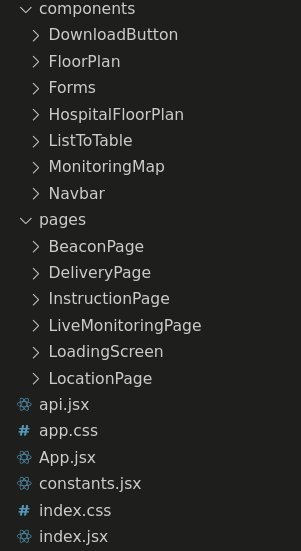 components
DownloadButton
FloorPlan
Forms
HospitalFloorPlan
ListToTable
MonitoringMap
Navbar
pages
BeaconPage
DeliveryPage
InstructionPage
LiveMonitoringPage
LoadingScreen
LocationPage
api.jsx
# app.css
App.jsx
constants.jsx
# index.css
index.jsx